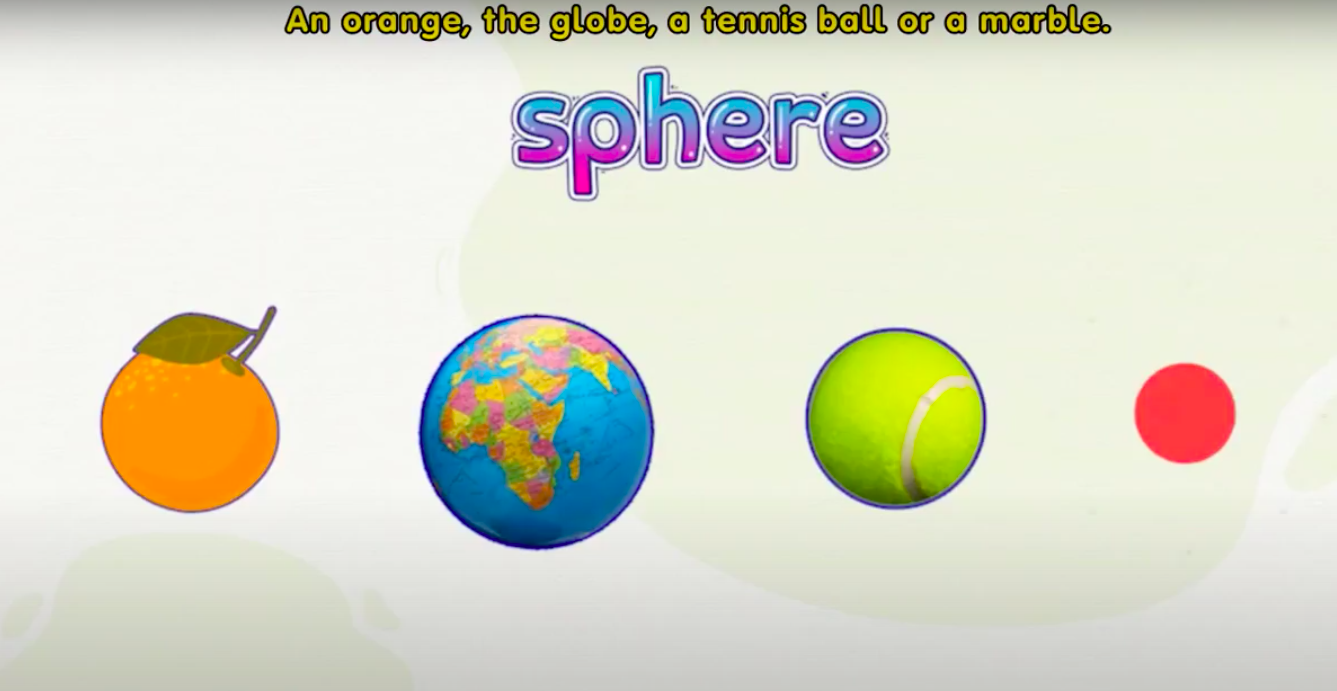 An orange, the globe, a tennis ball or a marble.
sphere